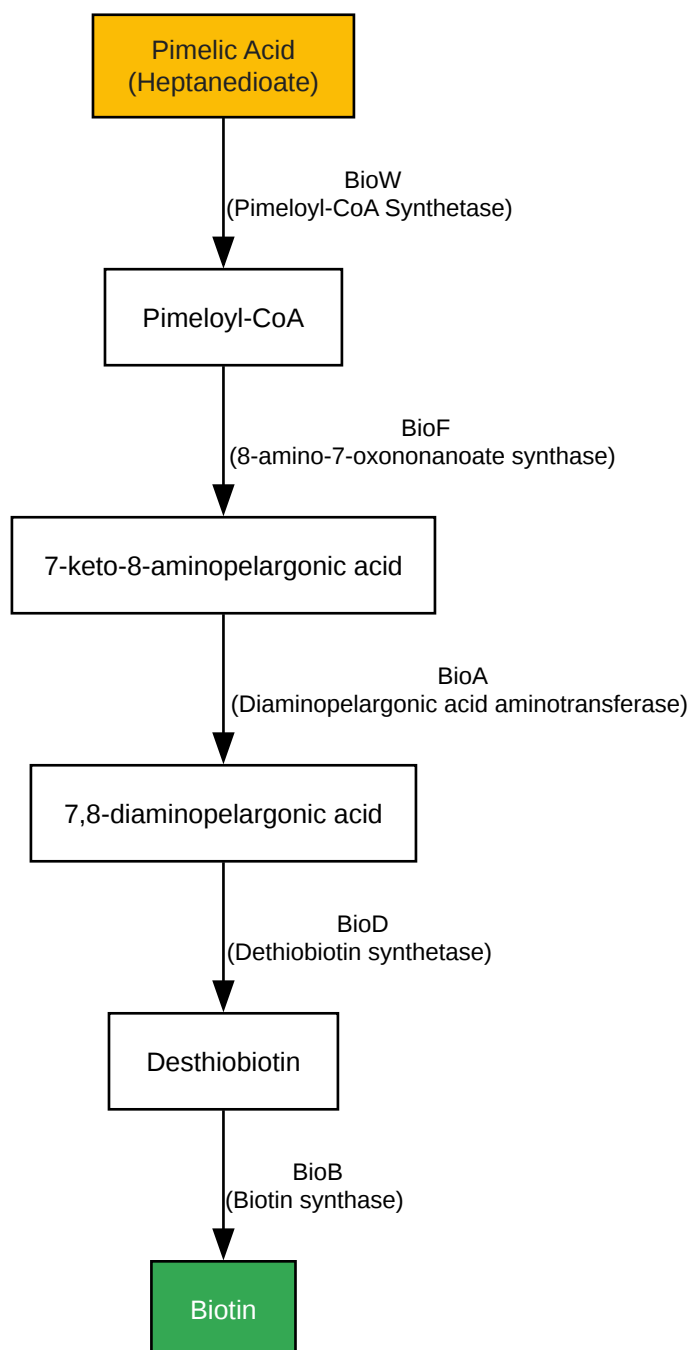 Pimelic Acid
(Heptanedioate)
BioW
(Pimeloyl-CoA Synthetase)
Pimeloyl-CoA
BioF
(8-amino-7-oxononanoate synthase)
7-keto-8-aminopelargonic acid
BioA
(Diaminopelargonic acid aminotransferase)
7,8-diaminopelargonic acid
BioD
(Dethiobiotin synthetase)
Desthiobiotin
BioB
(Biotin synthase)
Biotin